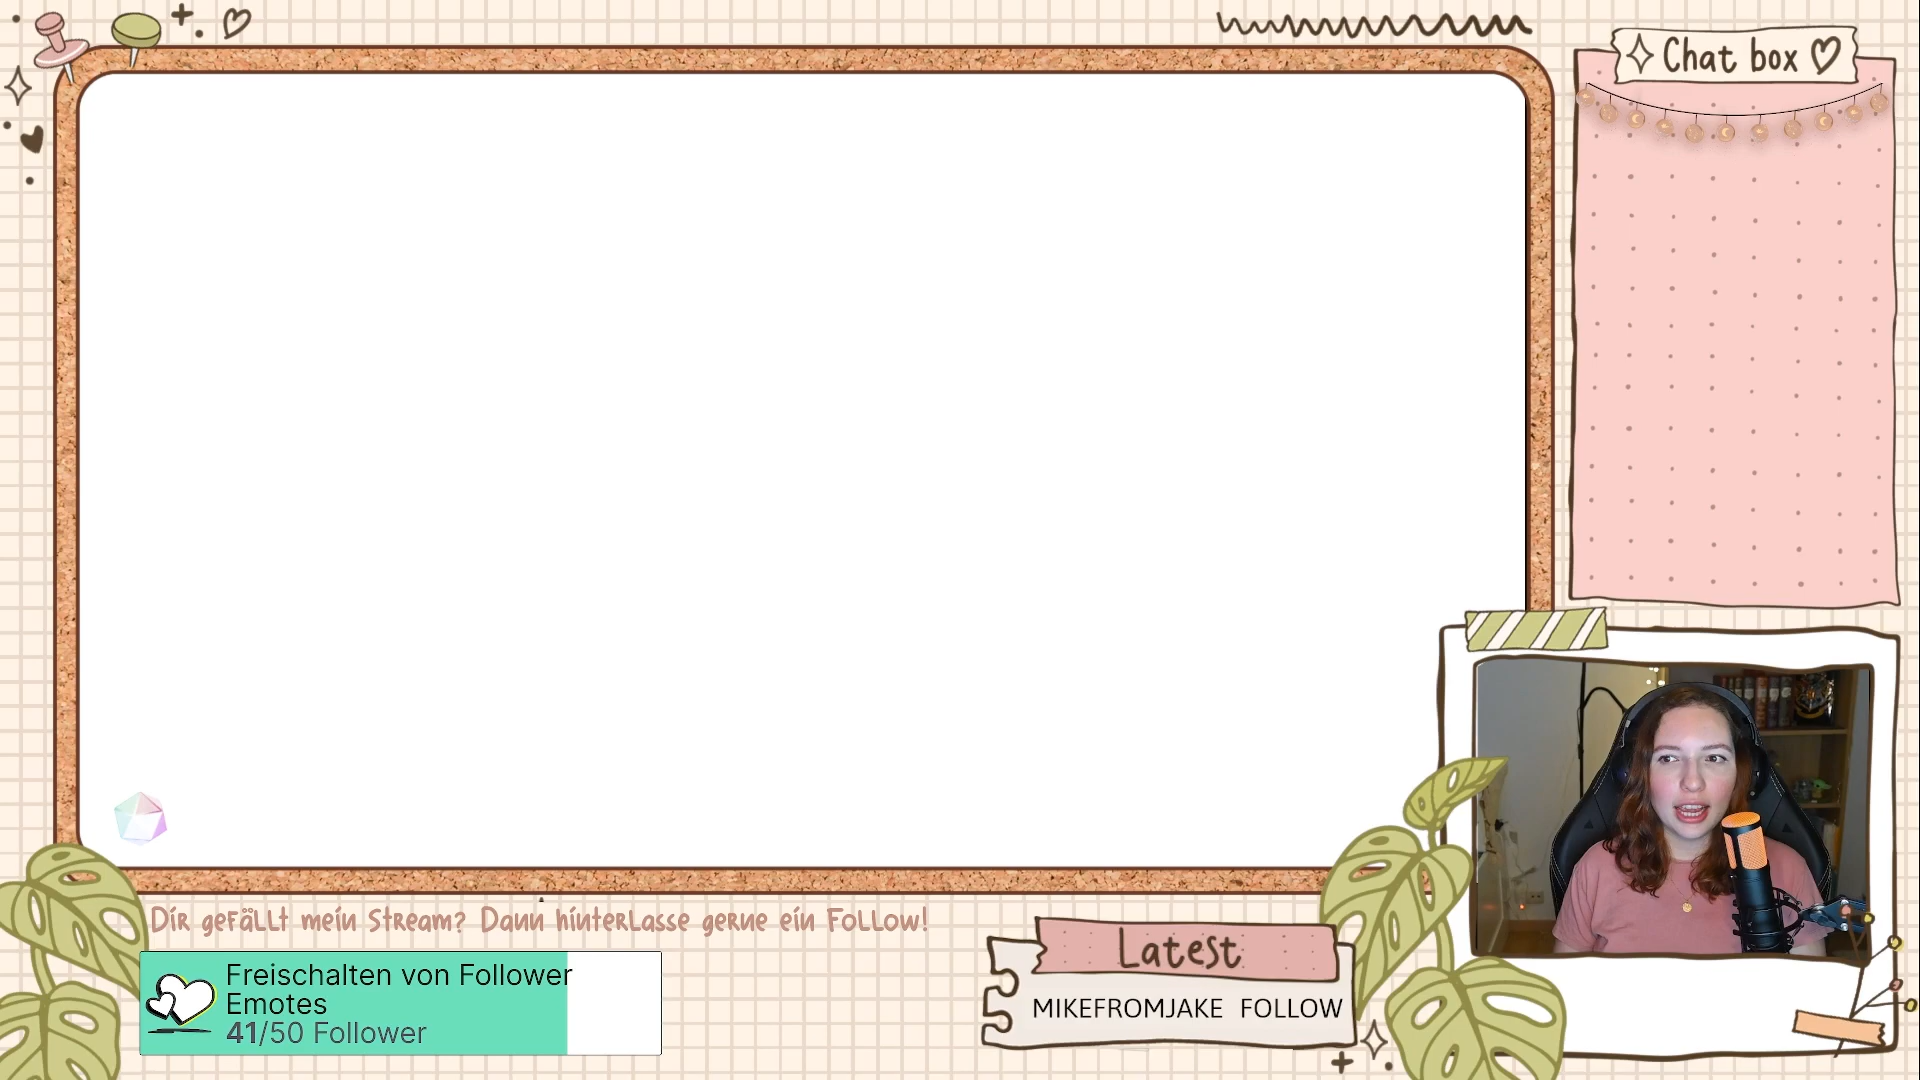 Chat box
Dir gefällt mein Stream? Dann hinterlasse gerne ein Follow!
Freischalten von Follower
Emotes
41/50 Follower
Latest
MIKEFROMJAKE FOLLOW